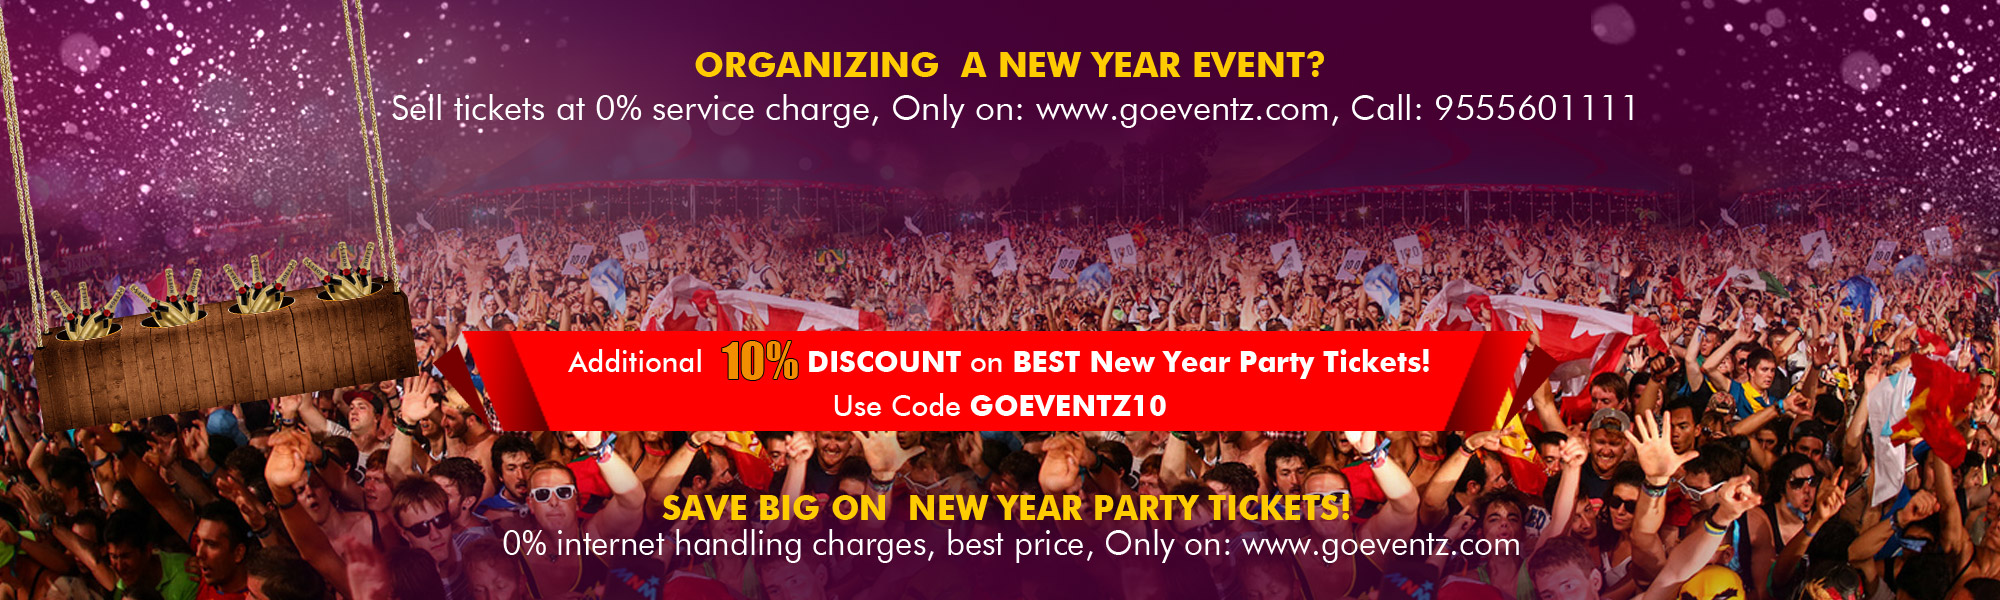 ORGANIZING A NEW YEAR EVENT?
Sell tickets at 0% service charge, Only on: www.goeventz.com, Call: 9555601111
Additional 10% DISCOUNT on BEST New Year Party Tickets!
Use Code GOEVENTZ10
SAVE BIG ON NEW YEAR PARTY TICKETS!
0% internet handling charges, best price, Only on: www.goeventz.com